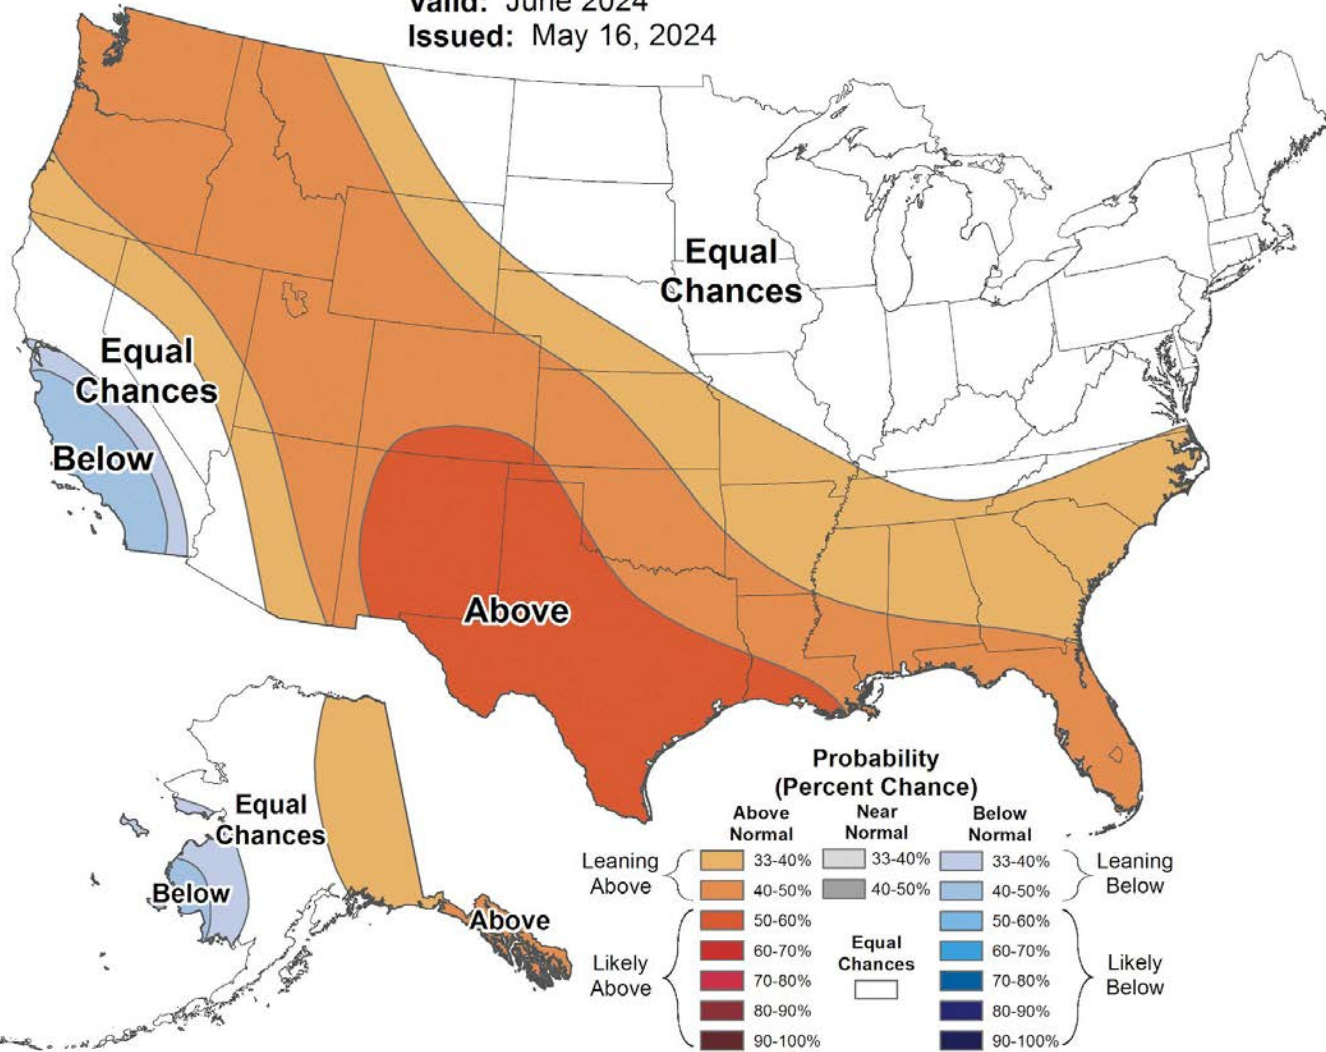 Valid: June 2024
Issued: May 16, 2024
Equal
Chances
Equal
Chances
Below
Above
Equal
Chances
Below
Above
Probability
(Percent Chance)
Above
Normal
Near
Normal
Below
Normal
Leaning
Above
33-40%
33-40%
33-40%
Leaning
Below
40-50%
40-50%
40-50%
Likely
Above
50-60%
50-60%
Likely
Below
60-70%
60-70%
Equal
Chances
70-80%
70-80%
80-90%
80-90%
90-100%
90-100%